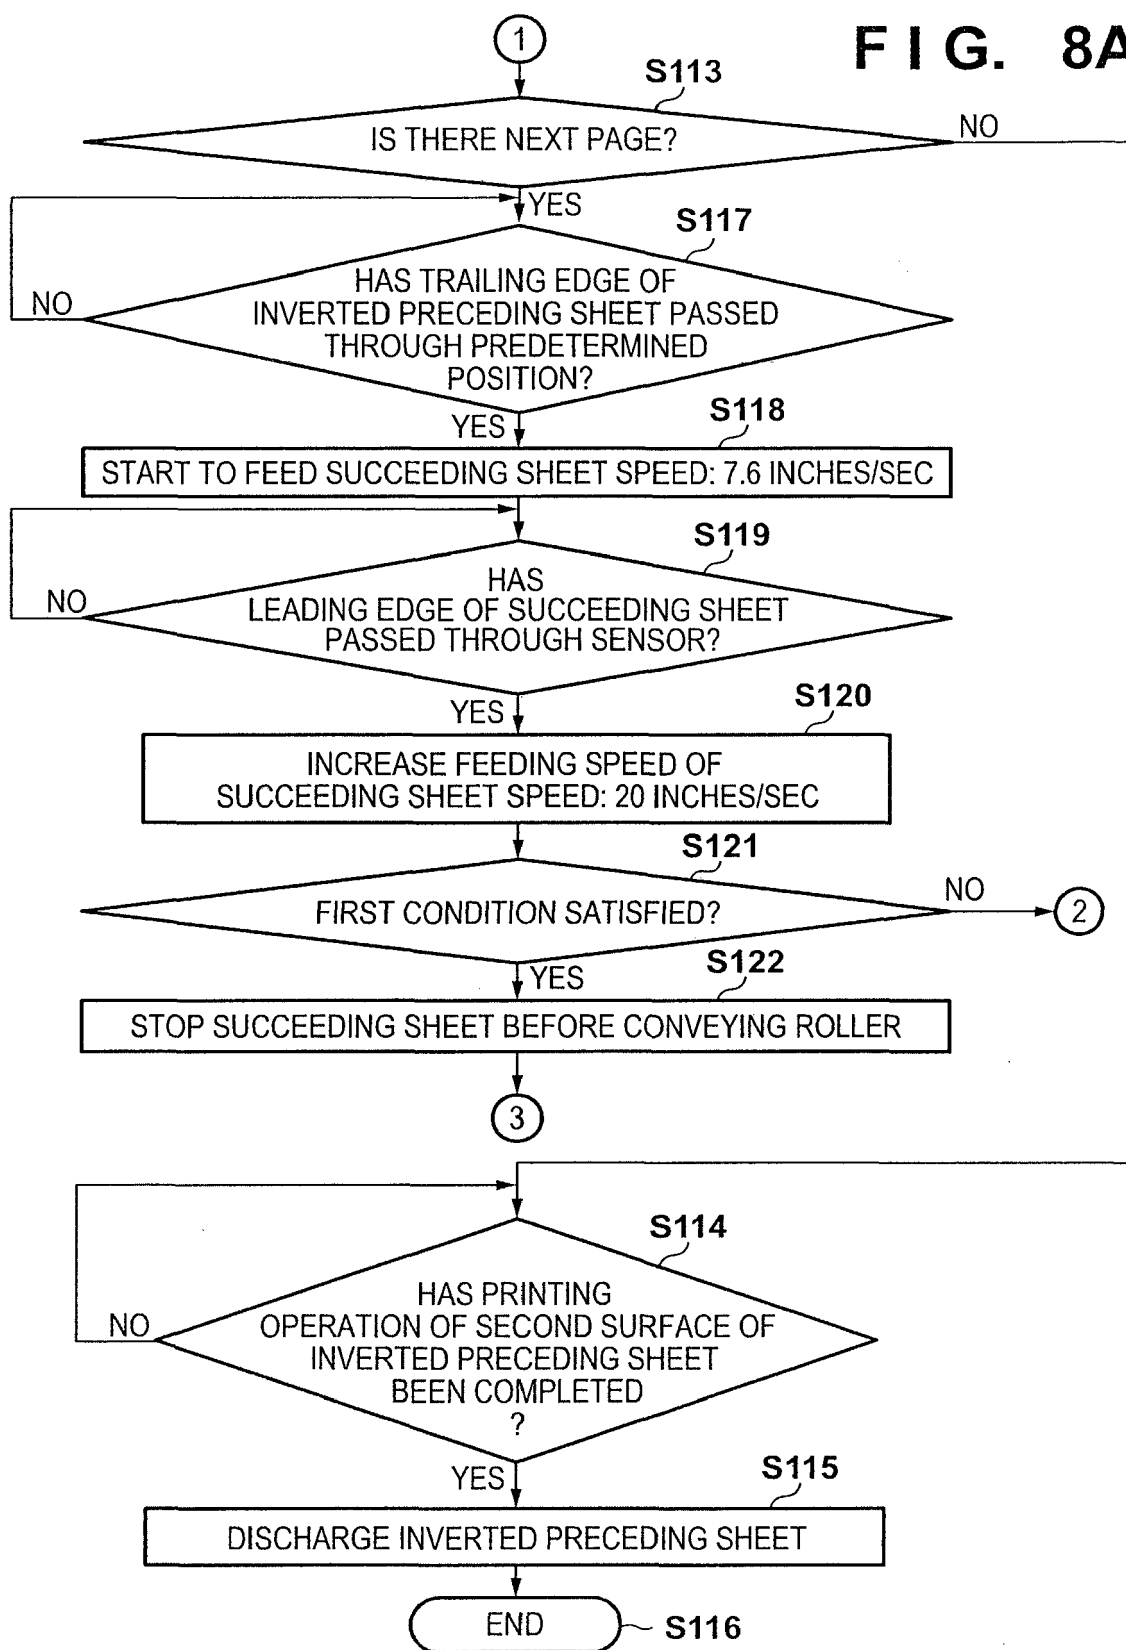 FIG. 8A
1
S113
IS THERE NEXT PAGE?
NO
YES
S117
HAS TRAILING EDGE OF
INVERTED PRECEDING SHEET PASSED
THROUGH PREDETERMINED
POSITION?
NO
YES
S118
START TO FEED SUCCEEDING SHEET SPEED: 7.6 INCHES/SEC
S119
HAS
LEADING EDGE OF SUCCEEDING SHEET
PASSED THROUGH SENSOR?
NO
YES
S120
INCREASE FEEDING SPEED OF
SUCCEEDING SHEET SPEED: 20 INCHES/SEC
S121
FIRST CONDITION SATISFIED?
NO
2
YES
S122
STOP SUCCEEDING SHEET BEFORE CONVEYING ROLLER
3
S114
HAS PRINTING
OPERATION OF SECOND SURFACE OF
INVERTED PRECEDING SHEET
BEEN COMPLETED
?
NO
YES
S115
DISCHARGE INVERTED PRECEDING SHEET
END
S116